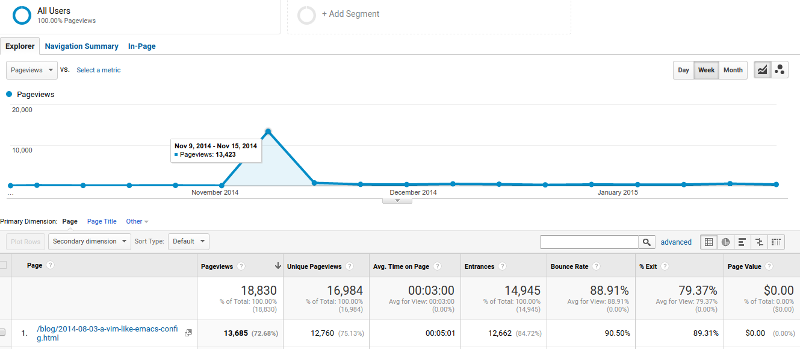 All Users
100.00% Pageviews
+ Add Segment
Explorer Navigation Summary In-Page
Pageviews VS. Select a metric
Day Week Month
Pageviews
20,000
Nov 9, 2014 - Nov 15, 2014
Pageviews: 13,423
10,000
... November 2014 December 2014 January 2015
Primary Dimension: Page Page Title Other
Plot Rows Secondary dimension Sort Type: Default advanced
Page ? Pageviews ? Unique Pageviews ? Avg. Time on Page ? Entrances ? Bounce Rate ? % Exit ? Page Value ?
18,830 16,984 00:03:00 14,945 88.91% 79.37% $0.00
% of Total: 100.00% % of Total: 100.00% Avg for View: 00:03:00 % of Total: 100.00% Avg for View: 88.91% Avg for View: 79.37% % of Total: 0.00%
(18,830) (16,984) (0.00%) (14,945) (0.00%) (0.00%) ($0.00)
1. /blog/2014-08-03-a-vim-like-emacs-confi
g.html
13,685 (72.68%) 12,760 (75.13%) 00:05:01 12,662 (84.72%) 90.50% 89.31% $0.00 (0.00%)